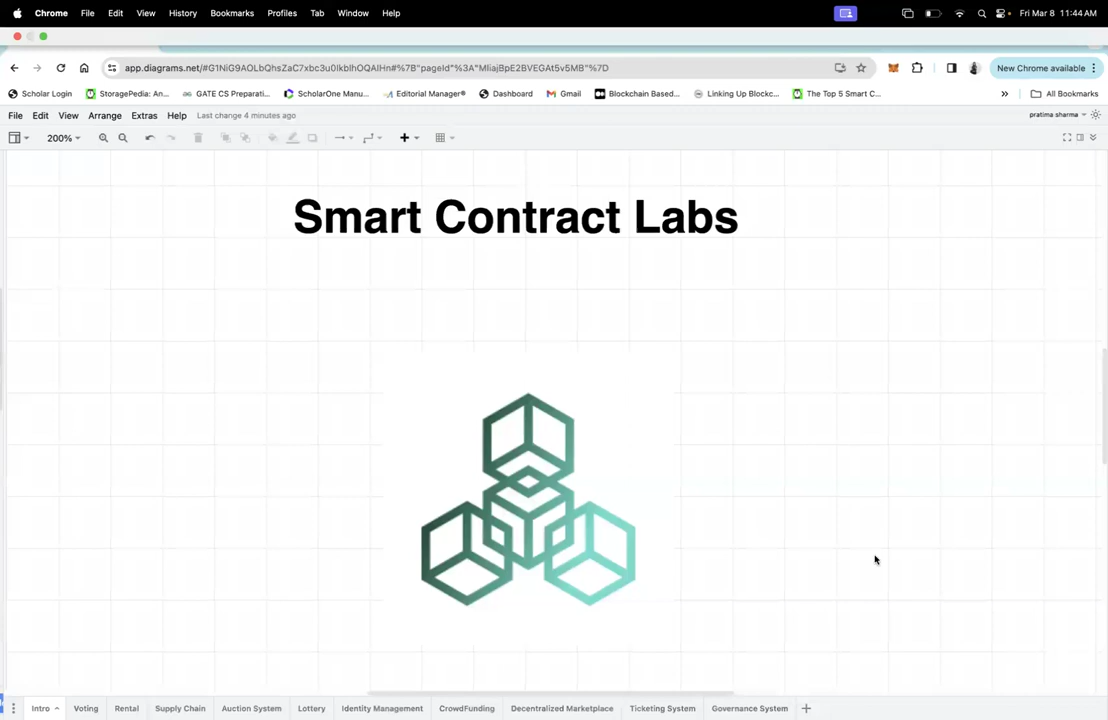 Chrome File Edit View History Bookmarks Profiles Tab Window Help Fri Mar 8 11:44 AM
app.diagrams.net/#G1NiG9AOLbQhsZaC7xbc3u0IkbIhOQAIHn#%7B"pageId"%3A"MIiajBpE2BVEGAt5v5MB"%7D New Chrome available
Scholar Login StoragePedia: An... GATE CS Preparati... ScholarOne Manu... Editorial Manager® Dashboard Gmail Blockchain Based... Linking Up Blockc... The Top 5 Smart C... » All Bookmarks
File Edit View Arrange Extras Help Last change 4 minutes ago pratima sharma
200%
Smart Contract Labs
Intro Voting Rental Supply Chain Auction System Lottery Identity Management CrowdFunding Decentralized Marketplace Ticketing System Governance System